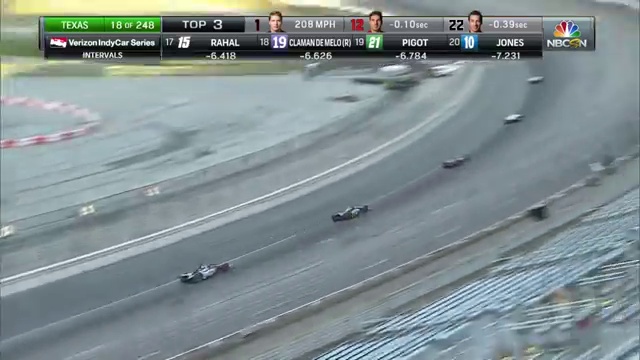 TEXAS 18 of 248 TOP 3 1 208 MPH 12 -0.10sec 22 -0.39sec
Verizon IndyCar Series 17 15 RAHAL 18 19 CLAMAN DE MELO (R) 19 21 PIGOT 20 10 JONES NBCSN
INTERVALS -6.418 -6.626 -6.784 -7.231